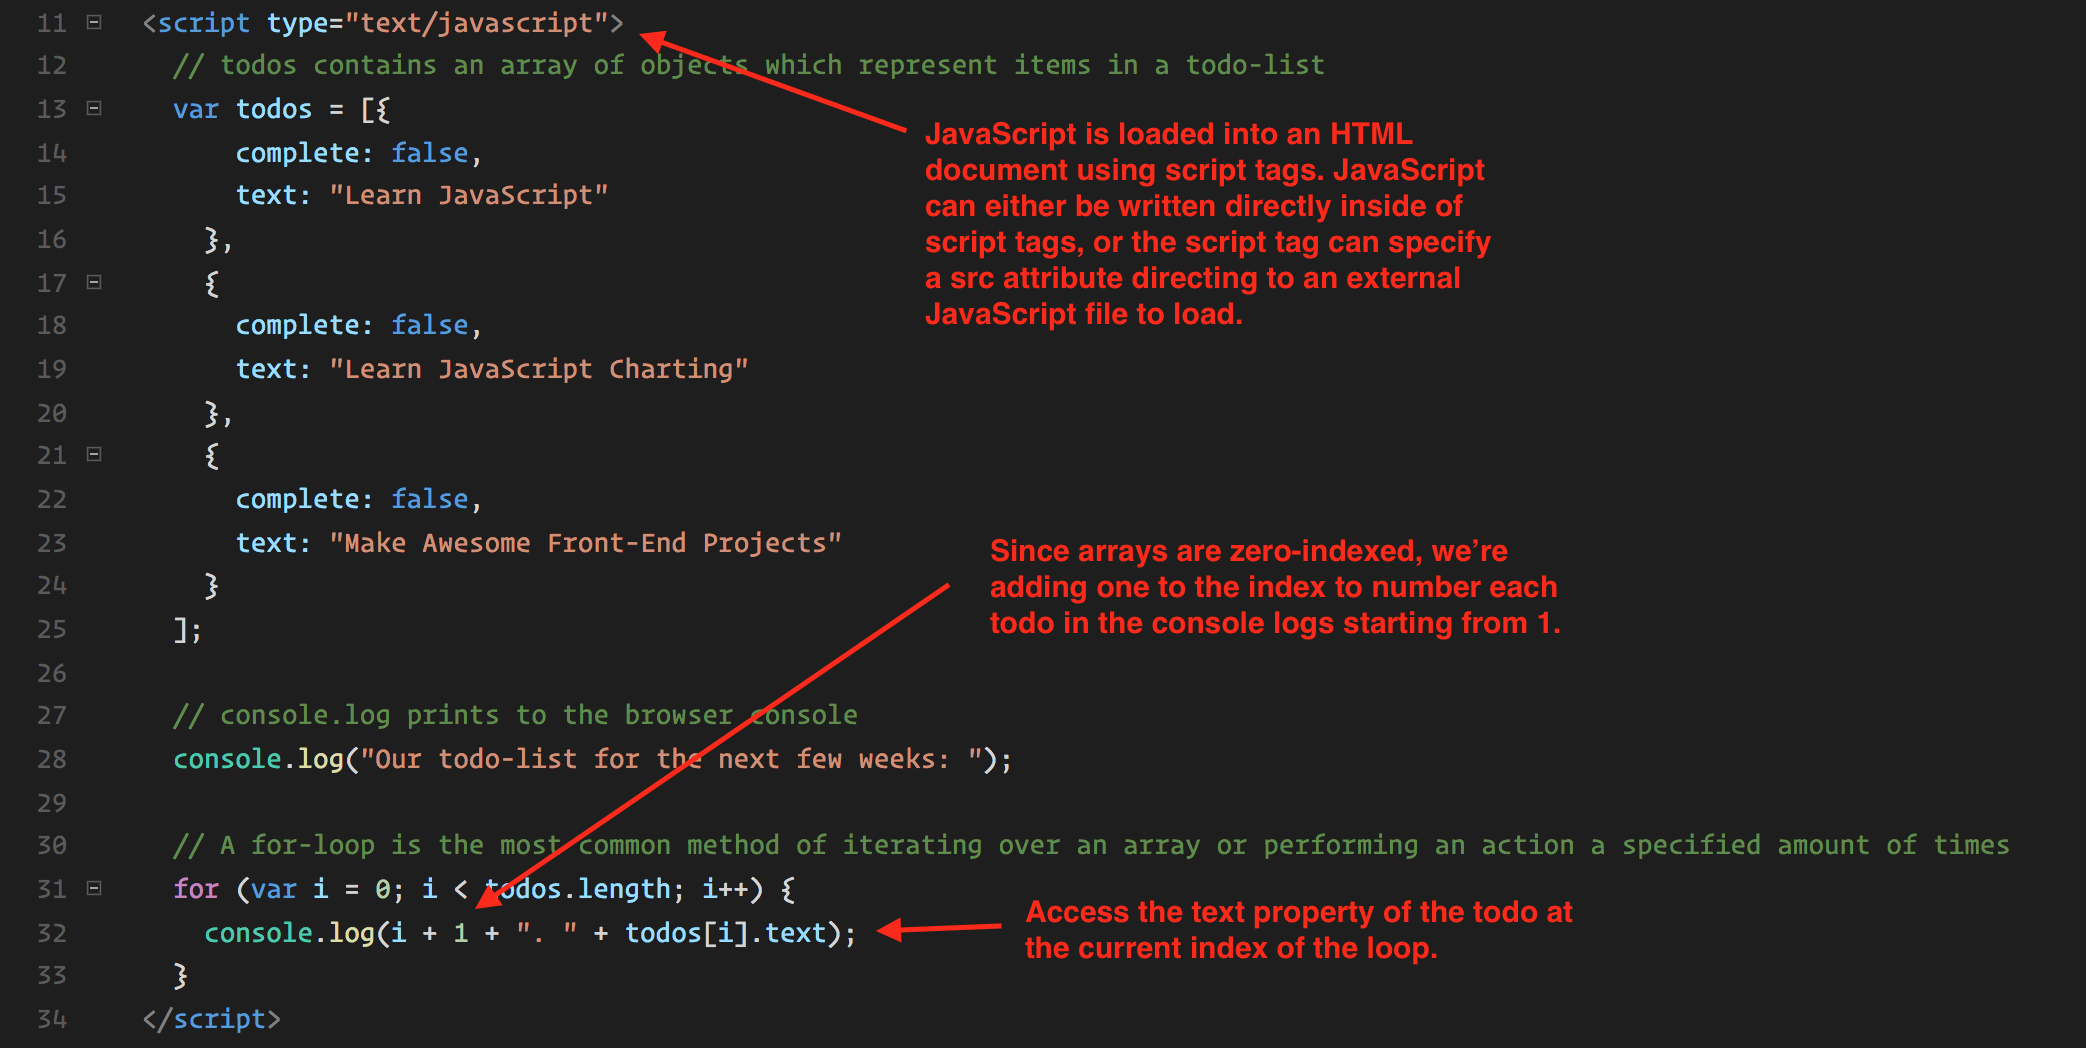 11 <script type="text/javascript">
12 // todos contains an array of objects which represent items in a todo-list
13 var todos = [{
14 complete: false,
15 text: "Learn JavaScript"
16 },
17 {
18 complete: false,
19 text: "Learn JavaScript Charting"
20 },
21 {
22 complete: false,
23 text: "Make Awesome Front-End Projects"
24 }
25 ];
26
27 // console.log prints to the browser console
28 console.log("Our todo-list for the next few weeks: ");
29
30 // A for-loop is the most common method of iterating over an array or performing an action a specified amount of times
31 for (var i = 0; i < todos.length; i++) {
32 console.log(i + 1 + ". " + todos[i].text);
33 }
34 </script>
JavaScript is loaded into an HTML
document using script tags. JavaScript
can either be written directly inside of
script tags, or the script tag can specify
a src attribute directing to an external
JavaScript file to load.
Since arrays are zero-indexed, we’re
adding one to the index to number each
todo in the console logs starting from 1.
Access the text property of the todo at
the current index of the loop.